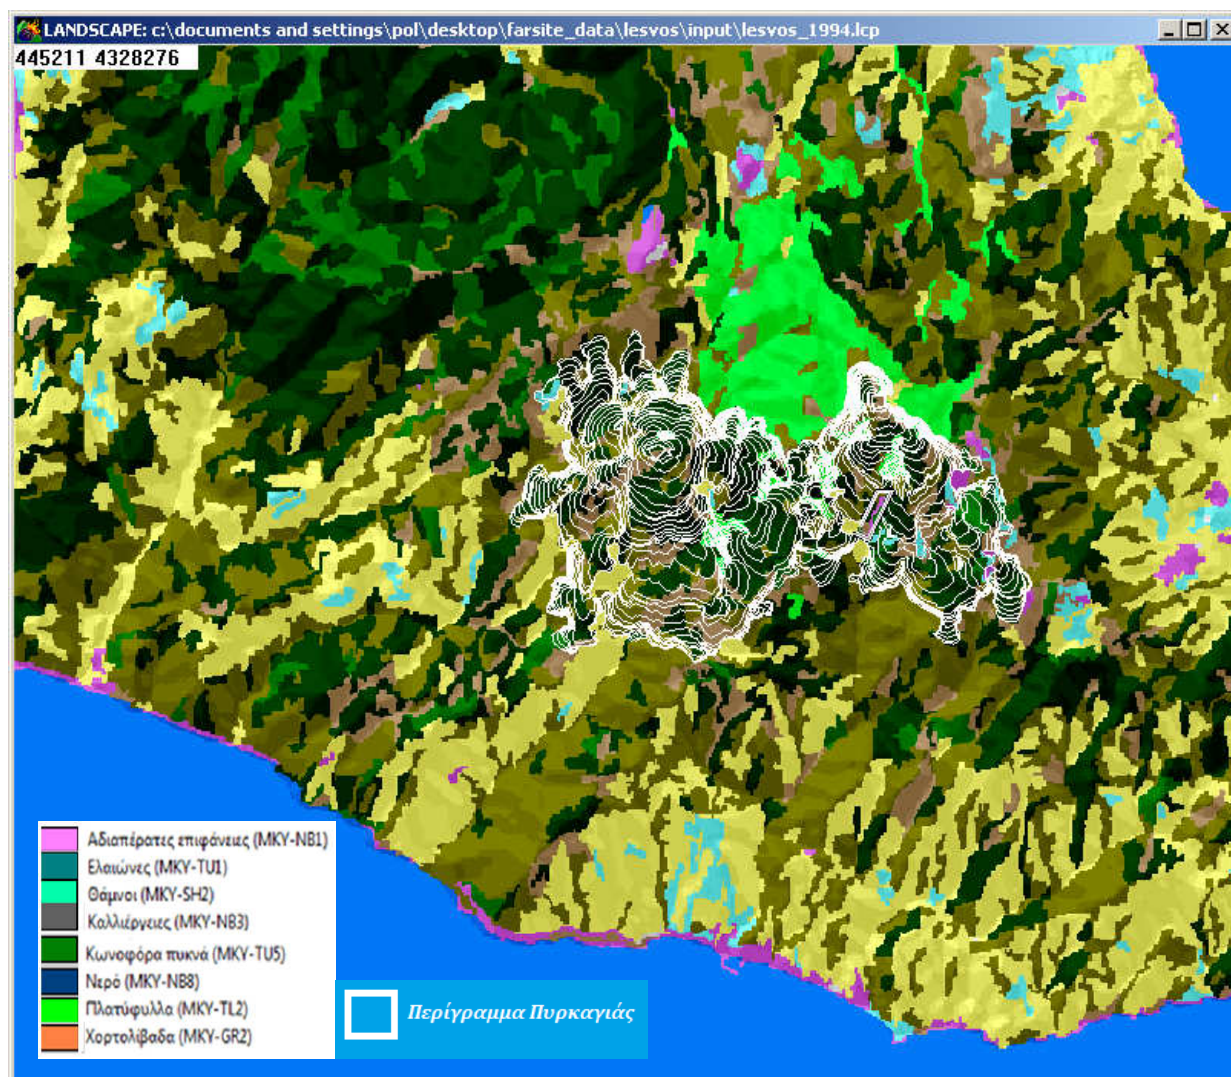 LANDSCAPE: c:\documents and settings\pol\desktop\farsite_data\lesvos\input\lesvos_1994.lcp
445211 4328276
Αδιαπέρατες επιφάνειες (MKY-NB1)
Ελαιώνες (MKY-TU1)
Θάμνοι (MKY-SH2)
Καλλιέργειες (MKY-NB3)
Κωνοφόρα πυκνά (MKY-TU5)
Νερό (MKY-NB8)
Πλατύφυλλα (MKY-TL2)
Χορτολίβαδα (MKY-GR2)
Περίγραμμα Πυρκαγιάς